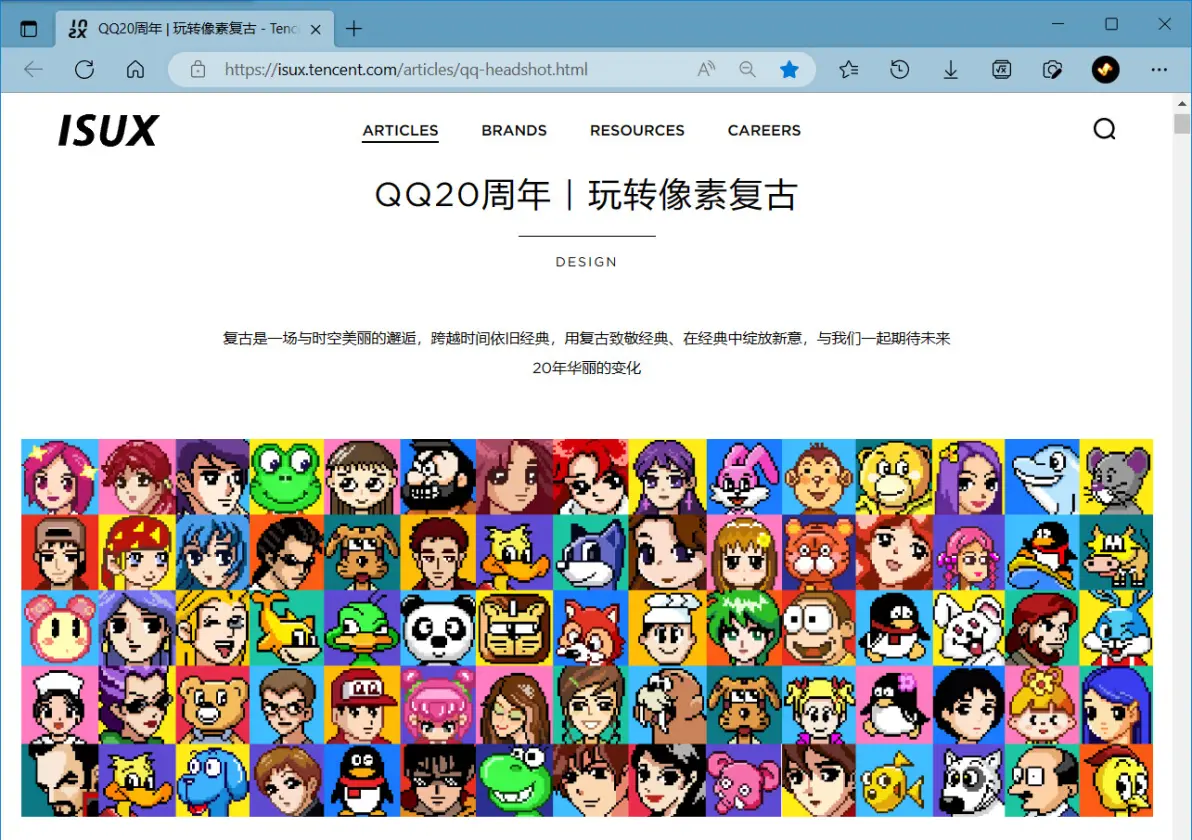 QQ20周年 | 玩转像素复古 - Tenc
https://isux.tencent.com/articles/qq-headshot.html
ISUX
ARTICLES
BRANDS
RESOURCES
CAREERS
QQ20周年｜玩转像素复古
DESIGN
复古是一场与时空美丽的邂逅，跨越时间依旧经典，用复古致敬经典、在经典中绽放新意，与我们一起期待未来
20年华丽的变化